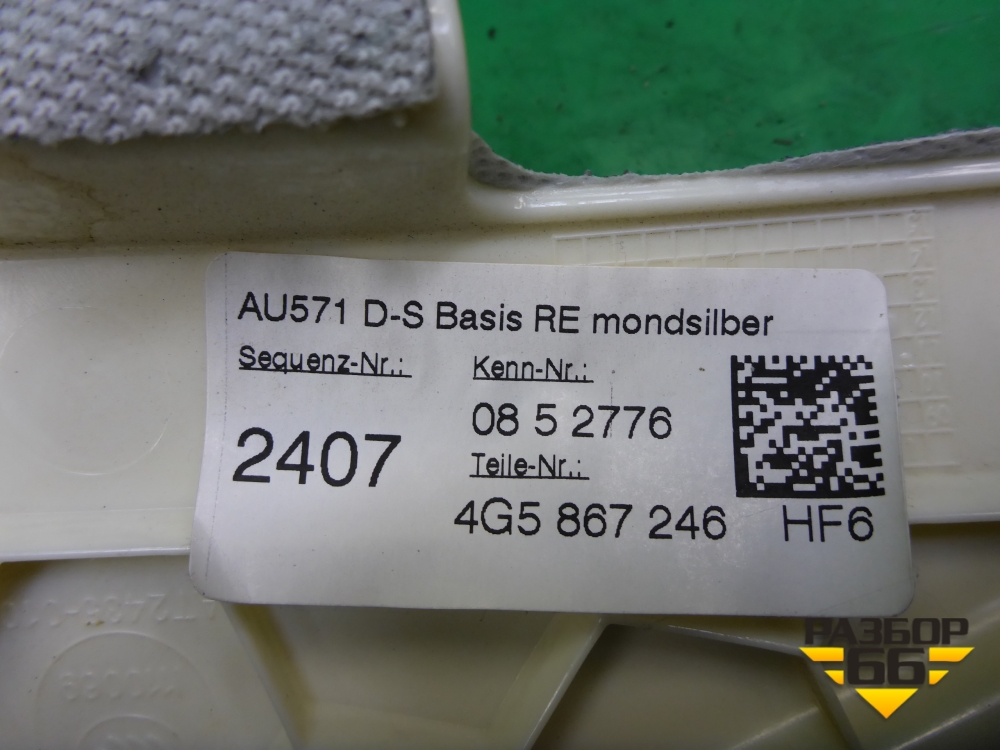 AU571 D-S Basis RE mondsilber
Sequenz-Nr.:
Kenn-Nr.:
08 5 2776
2407
Teile-Nr.:
4G5 867 246 HF6
РАЗБОР
66